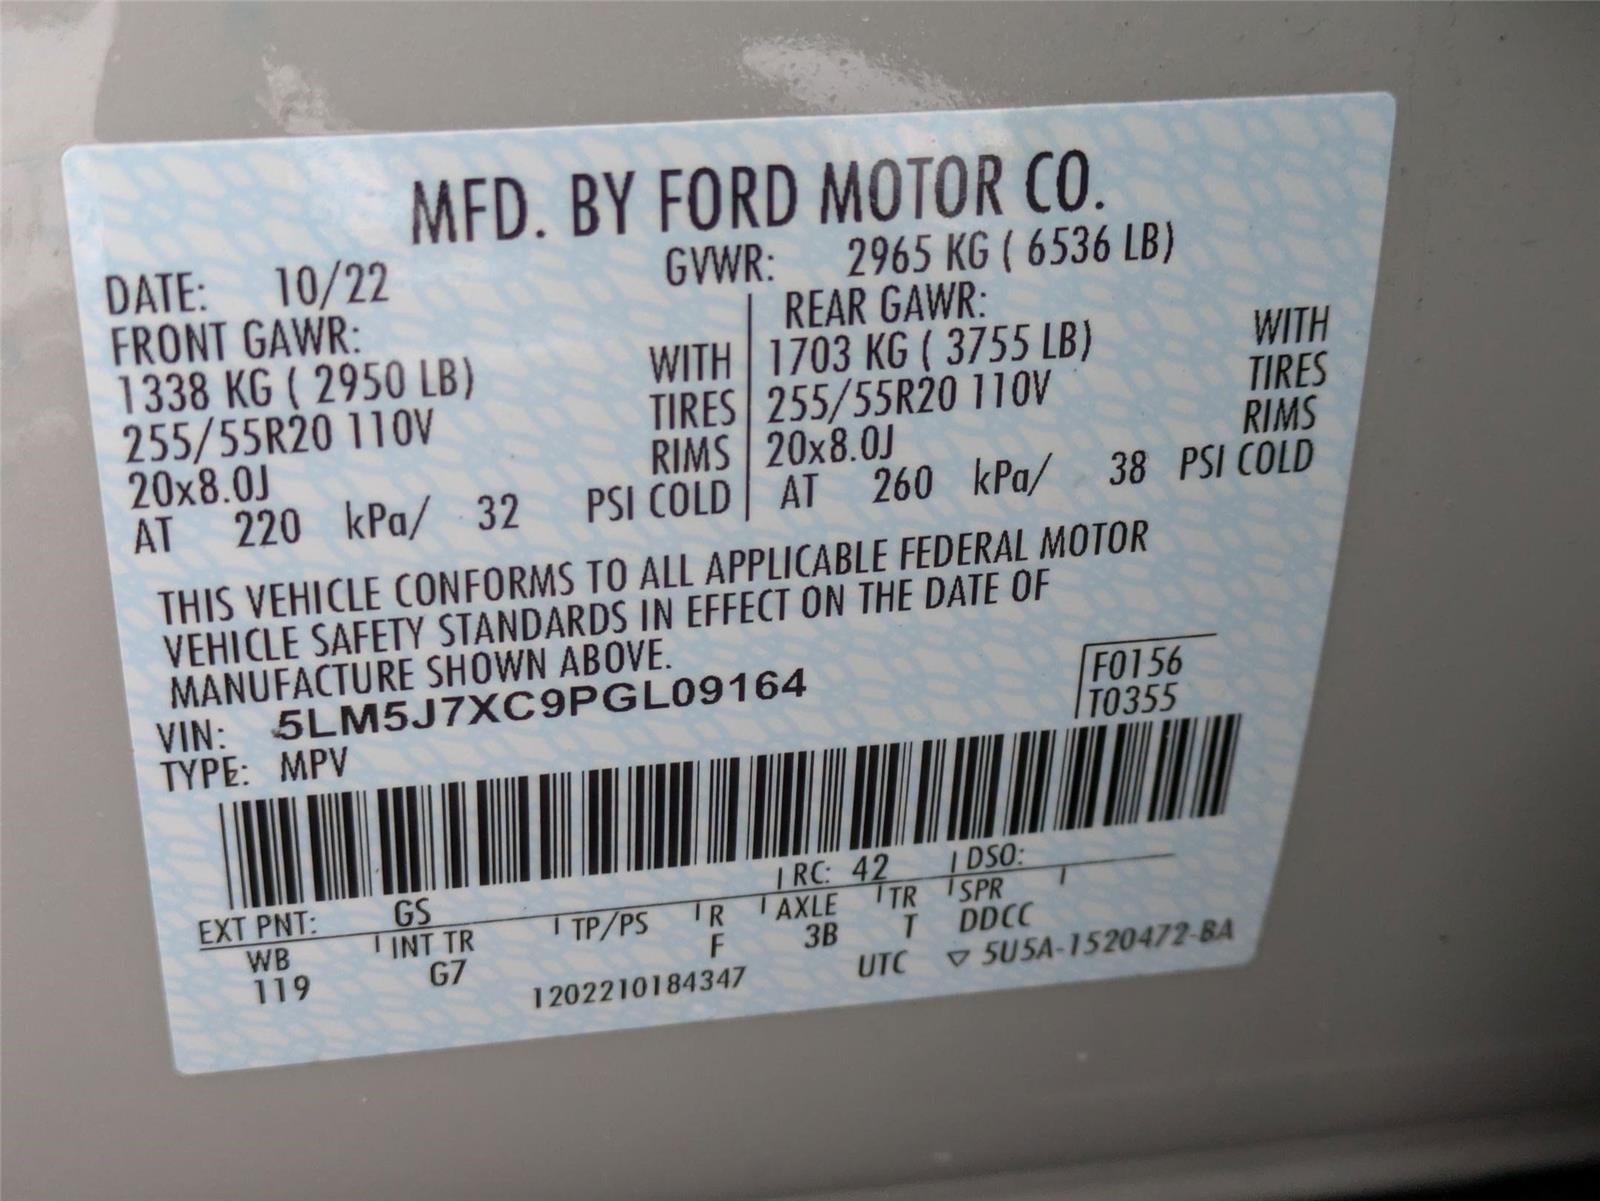 MFD. BY FORD MOTOR CO.
DATE: 10/22 GVWR: 2965 KG ( 6536 LB)
FRONT GAWR:
1338 KG ( 2950 LB) WITH
255/55R20 110V TIRES
20x8.0J RIMS
AT 220 kPa/ 32 PSI COLD
REAR GAWR:
1703 KG ( 3755 LB) WITH
255/55R20 110V TIRES
20x8.0J RIMS
AT 260 kPa/ 38 PSI COLD
THIS VEHICLE CONFORMS TO ALL APPLICABLE FEDERAL MOTOR
VEHICLE SAFETY STANDARDS IN EFFECT ON THE DATE OF
MANUFACTURE SHOWN ABOVE.
VIN: 5LM5J7XC9PGL09164
TYPE: MPV
F0156
T0355
EXT PNT: GS RC: 42 DSO:
WB INT TR TP/PS R AXLE TR SPR
119 G7 F 3B T DDCC
1202210184347 UTC ▽ 5U5A-1520472-BA